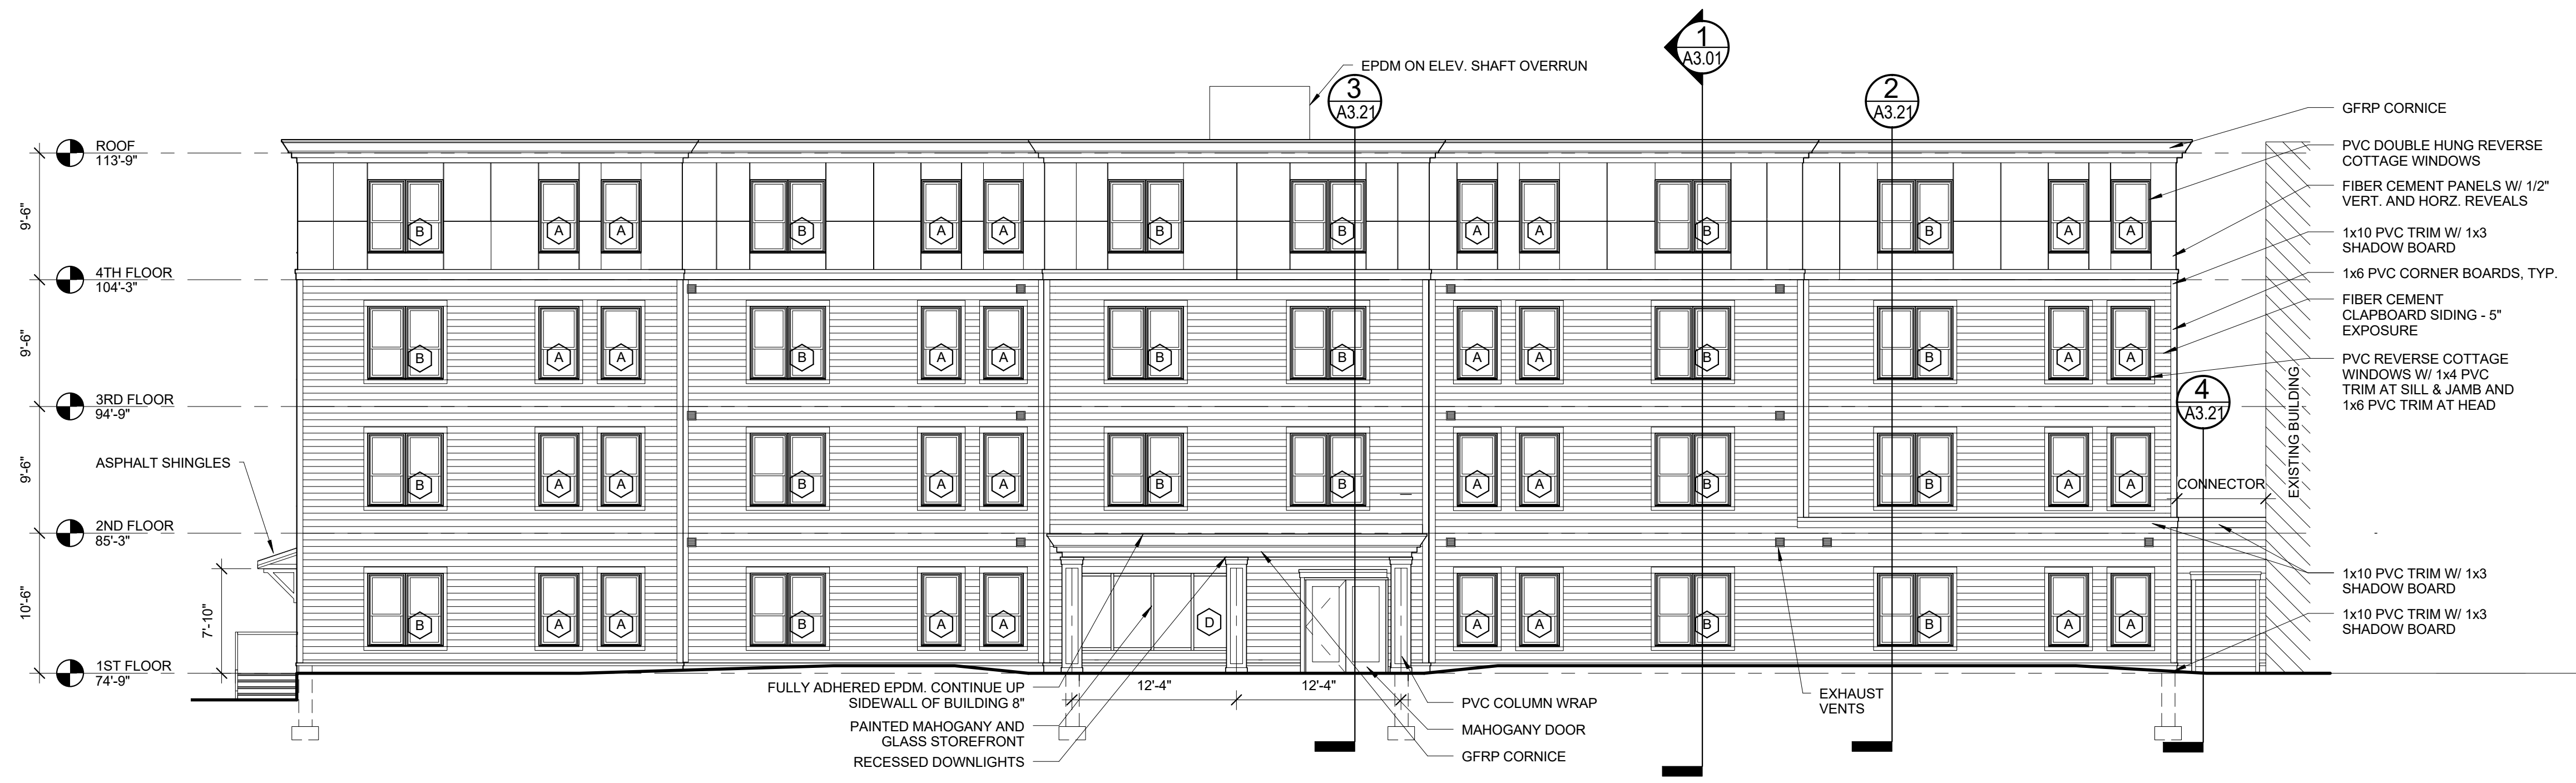 1
A3.01
EPDM ON ELEV. SHAFT OVERRUN
3
A3.21
2
A3.21
GFRP CORNICE
ROOF
113'-9"
PVC DOUBLE HUNG REVERSE
COTTAGE WINDOWS
FIBER CEMENT PANELS W/ 1/2"
VERT. AND HORZ. REVEALS
9'-6"
B A A B A A B B A A B B A A
1x10 PVC TRIM W/ 1x3
SHADOW BOARD
4TH FLOOR
104'-3"
1x6 PVC CORNER BOARDS, TYP.
FIBER CEMENT
CLAPBOARD SIDING - 5"
EXPOSURE
9'-6"
B A A B A A B B A A B B A A
PVC REVERSE COTTAGE
WINDOWS W/ 1x4 PVC
TRIM AT SILL & JAMB AND
1x6 PVC TRIM AT HEAD
3RD FLOOR
94'-9"
4
A3.21
EXISTING BUILDING
ASPHALT SHINGLES
9'-6"
B A A B A A B B A A B B A A
CONNECTOR
2ND FLOOR
85'-3"
10'-6"
7'-10"
B A A B A A D A A B B A A
1x10 PVC TRIM W/ 1x3
SHADOW BOARD
1x10 PVC TRIM W/ 1x3
SHADOW BOARD
1ST FLOOR
74'-9"
12'-4" 12'-4"
FULLY ADHERED EPDM. CONTINUE UP
SIDEWALL OF BUILDING 8"
PAINTED MAHOGANY AND
GLASS STOREFRONT
RECESSED DOWNLIGHTS
PVC COLUMN WRAP
MAHOGANY DOOR
GFRP CORNICE
EXHAUST
VENTS